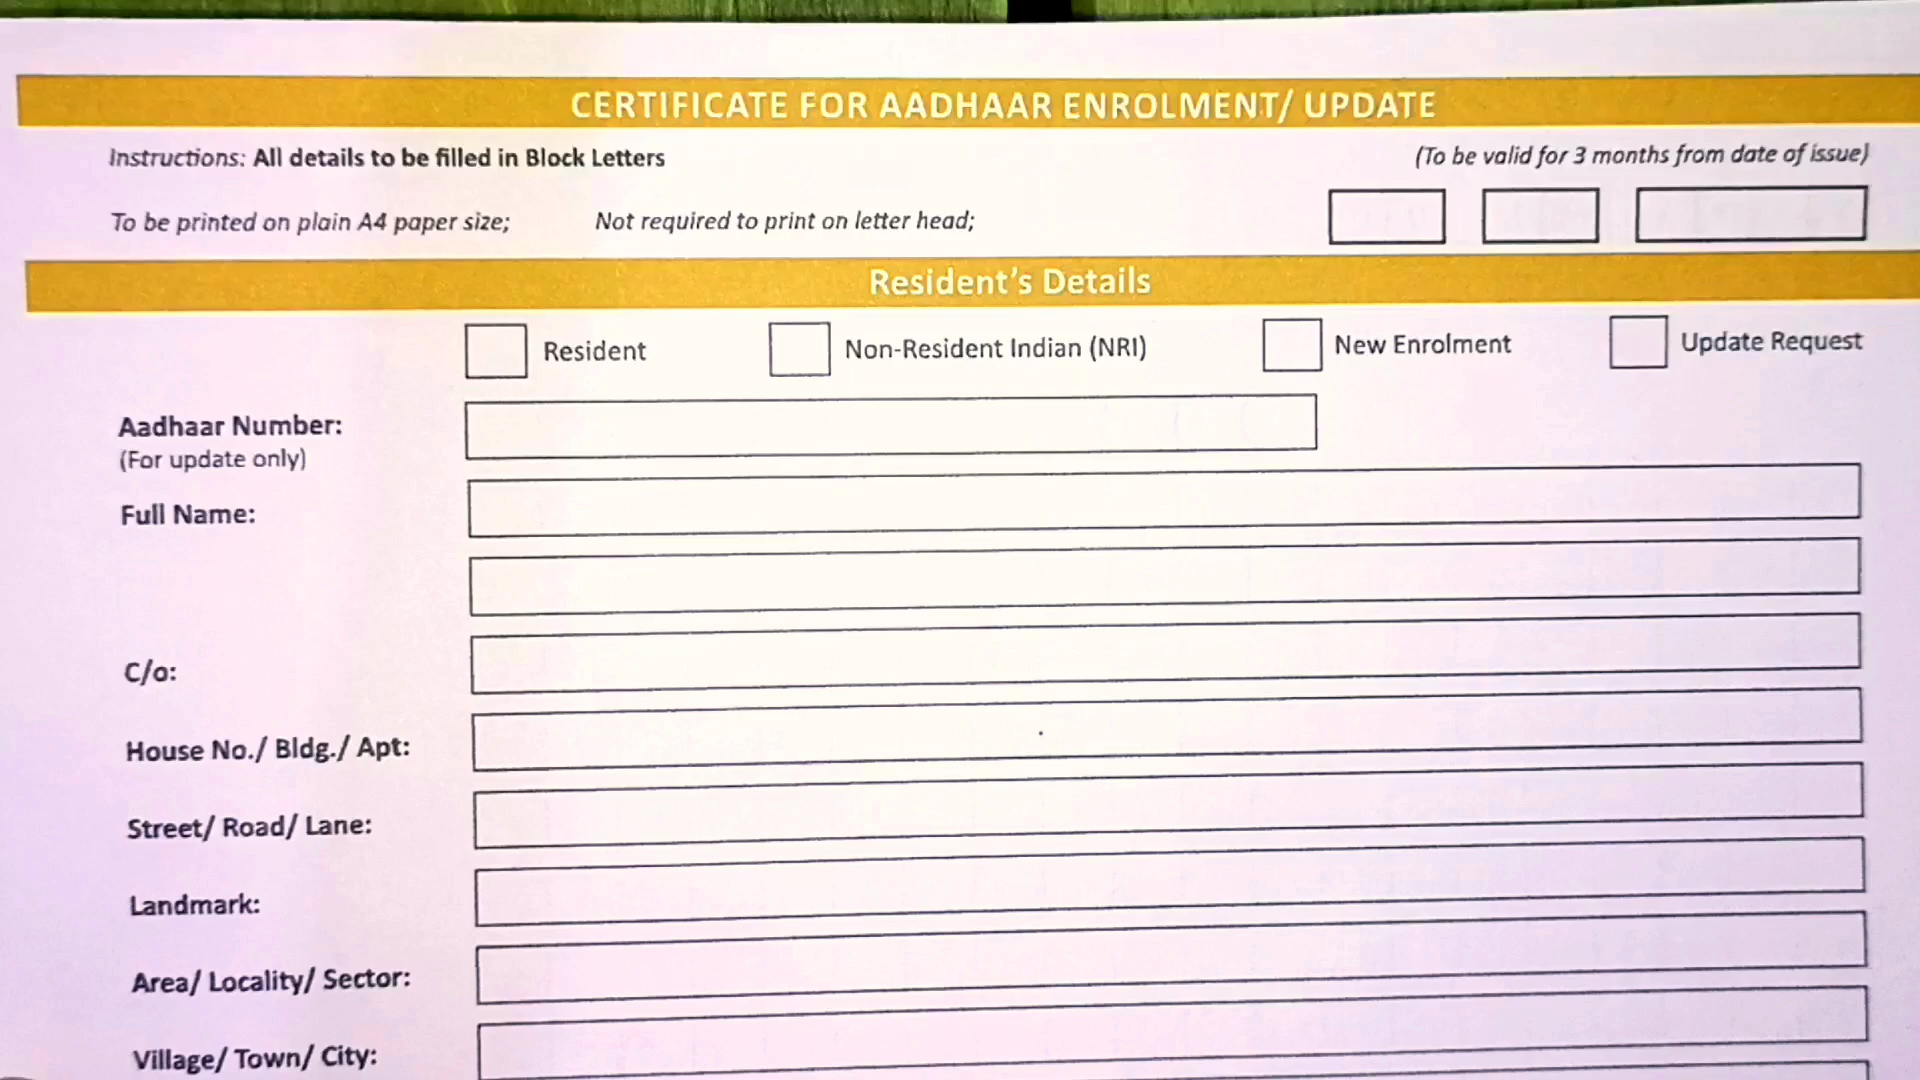 CERTIFICATE FOR AADHAAR ENROLMENT/ UPDATE
Instructions: All details to be filled in Block Letters (To be valid for 3 months from date of issue)
To be printed on plain A4 paper size; Not required to print on letter head;
Resident's Details
Resident Non-Resident Indian (NRI) New Enrolment Update Request
Aadhaar Number:
(For update only)
Full Name:
C/o:
House No./ Bldg./ Apt:
Street/ Road/ Lane:
Landmark:
Area/ Locality/ Sector:
Village/ Town/ City: